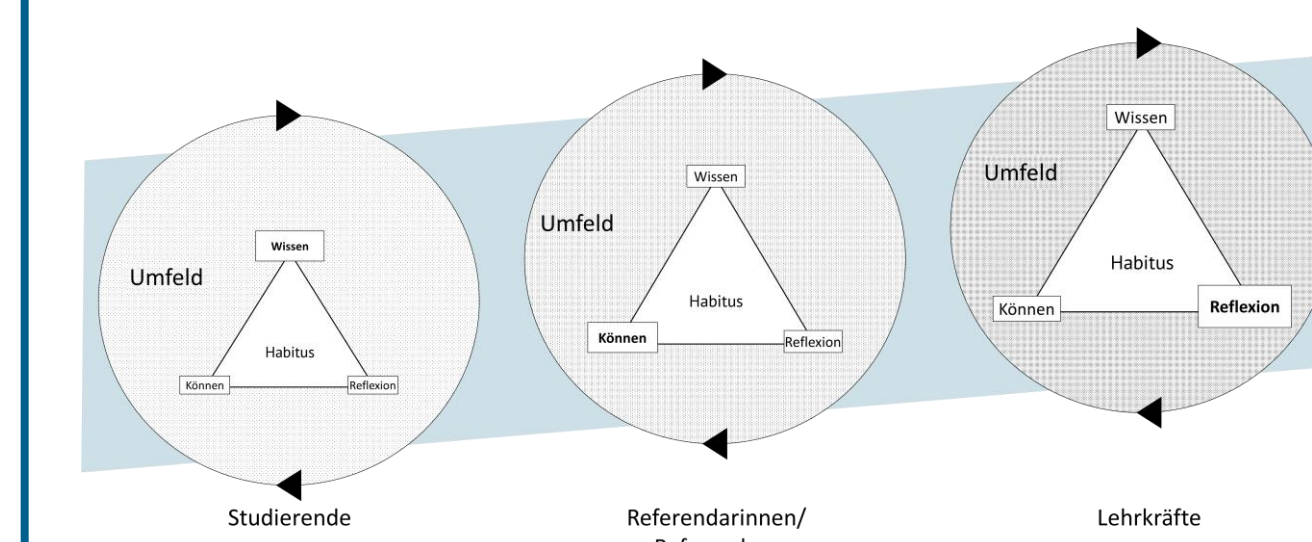 Umfeld
Wissen
Habitus
Können
Reflexion
Studierende
Umfeld
Wissen
Habitus
Können
Reflexion
Referendarinnen/
Umfeld
Wissen
Habitus
Können
Reflexion
Lehrkräfte